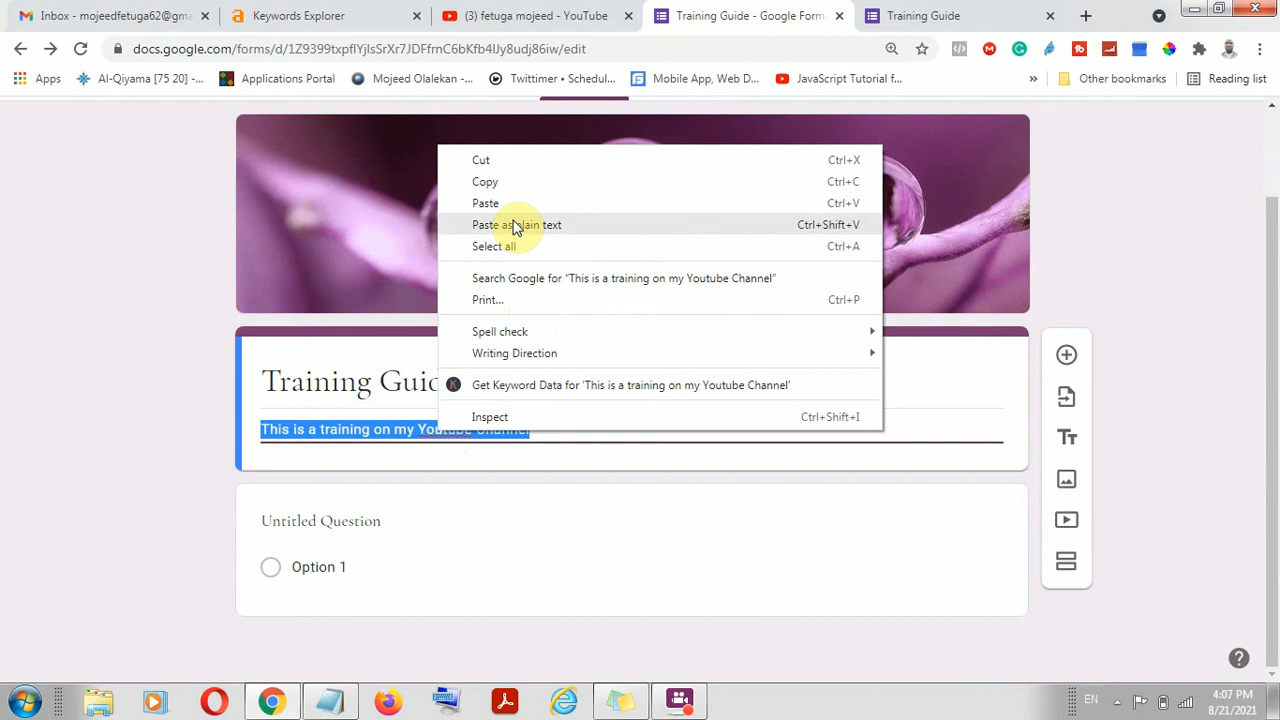 Inbox - mojeedfetuga62@gm
Keywords Explorer
(3) fetuga mojeed - YouTube
Training Guide - Google Form
Training Guide
docs.google.com/forms/d/1Z9399txpflYjlsSrXr7JDFfrnC6bKfb4lJy8udj86iw/edit
Apps
Al-Qiyama [75 20] -...
Applications Portal
Mojeed Olalekan -...
Twittimer • Schedul...
Mobile App, Web D...
JavaScript Tutorial f...
»
Other bookmarks
Reading list
Cut Ctrl+X
Copy Ctrl+C
Paste Ctrl+V
Paste as plain text Ctrl+Shift+V
Select all Ctrl+A
Search Google for “This is a training on my Youtube Channel”
Print... Ctrl+P
Spell check
Writing Direction
K Get Keyword Data for 'This is a training on my Youtube Channel'
Inspect Ctrl+Shift+I
Training Guid
This is a training on my Youtube Channel
Tt
Untitled Question
Option 1
EN
4:07 PM
8/21/2021